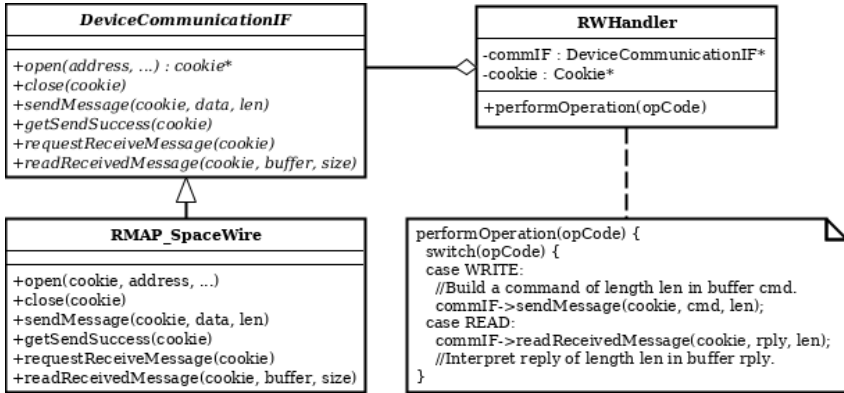 DeviceCommunicationIF
+open(address, ...) : cookie*
+close(cookie)
+sendMessage(cookie, data, len)
+getSendSuccess(cookie)
+requestReceiveMessage(cookie)
+readReceivedMessage(cookie, buffer, size)
RWHandler
-commIF : DeviceCommunicationIF*
-cookie : Cookie*
+performOperation(opCode)
RMAP_SpaceWire
+open(cookie, address, ...)
+close(cookie)
+sendMessage(cookie, data, len)
+getSendSuccess(cookie)
+requestReceiveMessage(cookie)
+readReceivedMessage(cookie, buffer, size)
performOperation(opCode) {
switch(opCode) {
case WRITE:
//Build a command of length len in buffer cmd.
commIF->sendMessage(cookie, cmd, len);
case READ:
commIF->readReceivedMessage(cookie, rply, len);
//Interpret reply of length len in buffer rply.
}